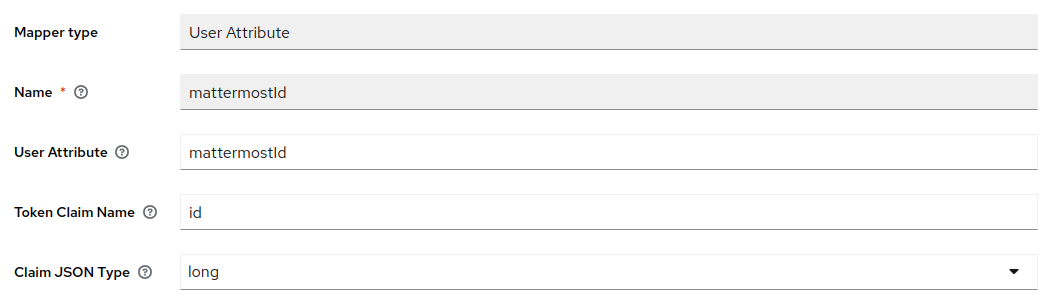 Mapper type User Attribute
Name * mattermostId
User Attribute mattermostId
Token Claim Name id
Claim JSON Type long